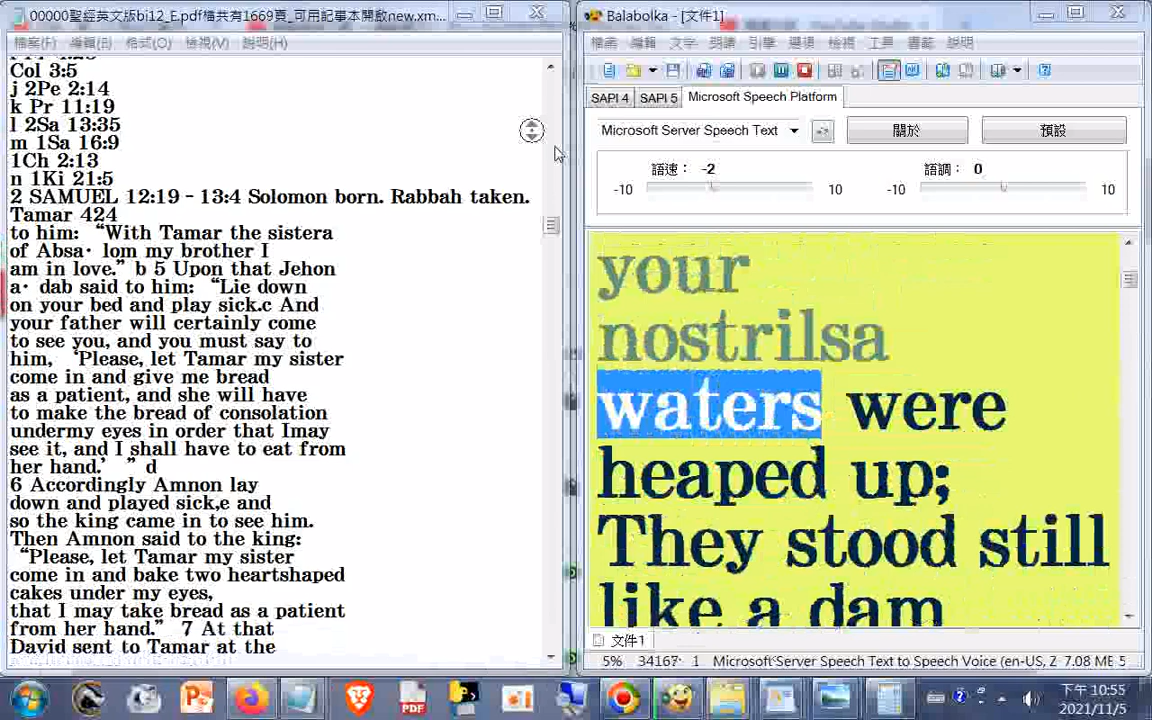 00000聖經英文版bi12_E.pdf檔共有1669頁_可用記事本開啟new.xm...
檔案(F) 編輯(E) 格式(O) 檢視(V) 說明(H)
Col 3:5
j 2Pe 2:14
k Pr 11:19
l 2Sa 13:35
m 1Sa 16:9
1Ch 2:13
n 1Ki 21:5
2 SAMUEL 12:19 - 13:4 Solomon born. Rabbah taken.
Tamar 424
to him: “With Tamar the sistera
of Absa· lom my brother I
am in love.” b 5 Upon that Jehon
a· dab said to him: “Lie down
on your bed and play sick.c And
your father will certainly come
to see you, and you must say to
him, ‘Please, let Tamar my sister
come in and give me bread
as a patient, and she will have
to make the bread of consolation
undermy eyes in order that Imay
see it, and I shall have to eat from
her hand.’ ” d
6 Accordingly Amnon lay
down and played sick,e and
so the king came in to see him.
Then Amnon said to the king:
“Please, let Tamar my sister
come in and bake two heartshaped
cakes under my eyes,
that I may take bread as a patient
from her hand.” 7 At that
David sent to Tamar at the
Balabolka - [文件1]
檔案 編輯 文字 朗讀 引擎 選項 檢視 工具 書籤 說明
SAPI 4 SAPI 5 Microsoft Speech Platform
Microsoft Server Speech Text 關於 預設
語速: -2 語調: 0
-10 10 -10 10
your
nostrilsa
waters were
heaped up;
They stood still
like a dam
文件1
5% 34167: 1 Microsoft Server Speech Text to Speech Voice (en-US, Z 7.08 ME 5
PDF
下午 10:55
2021/11/5